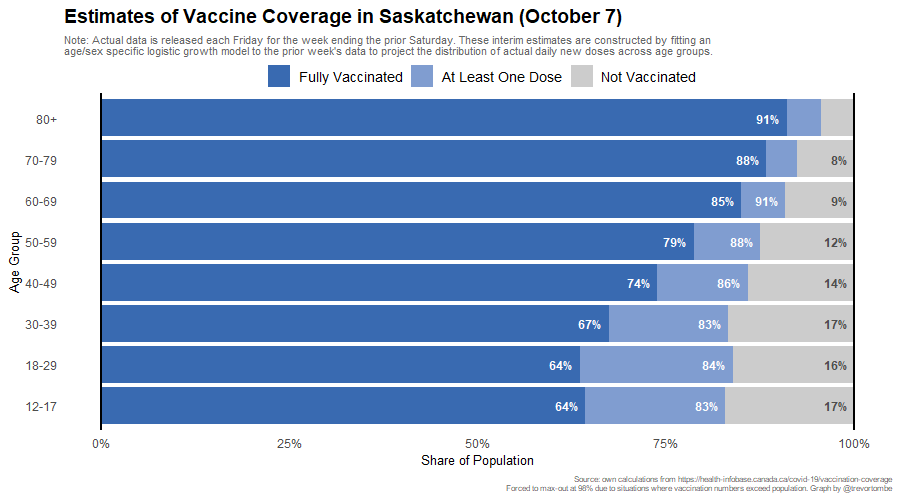 Estimates of Vaccine Coverage in Saskatchewan (October 7)
Note: Actual data is released each Friday for the week ending the prior Saturday. These interim estimates are constructed by fitting an
age/sex specific logistic growth model to the prior week's data to project the distribution of actual daily new doses across age groups.
Fully Vaccinated At Least One Dose Not Vaccinated
80+ 91%
70-79 88% 8%
60-69 85% 91% 9%
50-59 79% 88% 12%
Age Group
40-49 74% 86% 14%
30-39 67% 83% 17%
18-29 64% 84% 16%
12-17 64% 83% 17%
0% 25% 50% 75% 100%
Share of Population
Source: own calculations from https://health-infobase.canada.ca/covid-19/vaccination-coverage
Forced to max-out at 98% due to situations where vaccination numbers exceed population. Graph by @trevortombe